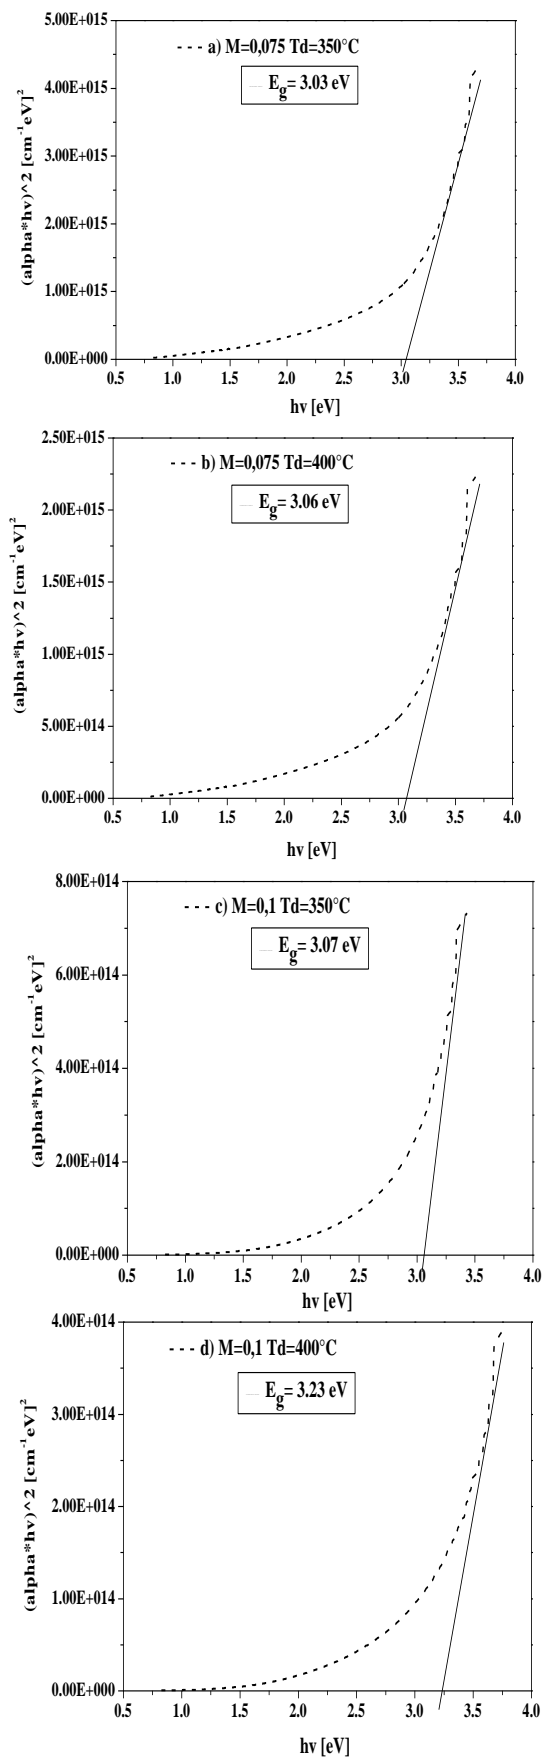 5.00E+015
4.00E+015
3.00E+015
2.00E+015
1.00E+015
0.00E+000
(alpha*hv)^2 [cm⁻¹eV]²
a) M=0,075 Td=350°C
E_g= 3.03 eV
0.5 1.0 1.5 2.0 2.5 3.0 3.5 4.0
hv [eV]
2.50E+015
2.00E+015
1.50E+015
1.00E+015
5.00E+014
0.00E+000
(alpha*hv)^2 [cm⁻¹eV]²
b) M=0,075 Td=400°C
E_g= 3.06 eV
0.5 1.0 1.5 2.0 2.5 3.0 3.5 4.0
hv [eV]
8.00E+014
6.00E+014
4.00E+014
2.00E+014
0.00E+000
(alpha*hv)^2 [cm⁻¹eV]²
c) M=0,1 Td=350°C
E_g= 3.07 eV
0.5 1.0 1.5 2.0 2.5 3.0 3.5 4.0
hv [eV]
4.00E+014
3.00E+014
2.00E+014
1.00E+014
0.00E+000
(alpha*hv)^2 [cm⁻¹eV]²
d) M=0,1 Td=400°C
E_g= 3.23 eV
0.5 1.0 1.5 2.0 2.5 3.0 3.5 4.0
hv [eV]